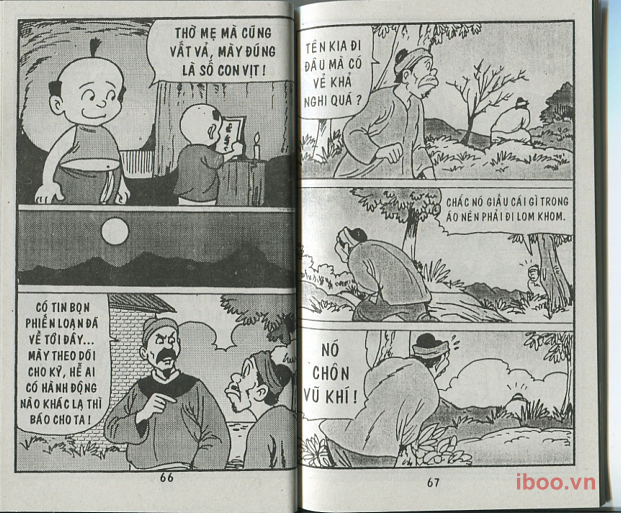 THỜ MẸ MÀ CŨNG
VẤT VẢ, MÀY ĐÚNG
LÀ SỐ CON VỊT !
CÓ TIN BỌN
PHIẾN LOẠN ĐÃ
VỀ TỚI ĐÂY...
MÀY THEO DÕI
CHO KỸ, HỄ AI
CÓ HÀNH ĐỘNG
NÀO KHÁC LẠ THÌ
BÁO CHO TA !
66
TÊN KIA ĐI
ĐÂU MÀ CÓ
VẺ KHẢ
NGHI QUÁ ?
CHẮC NÓ GIẤU CÁI GÌ TRONG
ÁO NÊN PHẢI ĐI LOM KHOM.
NÓ
CHÔN
VŨ KHÍ !
67
iboo.vn